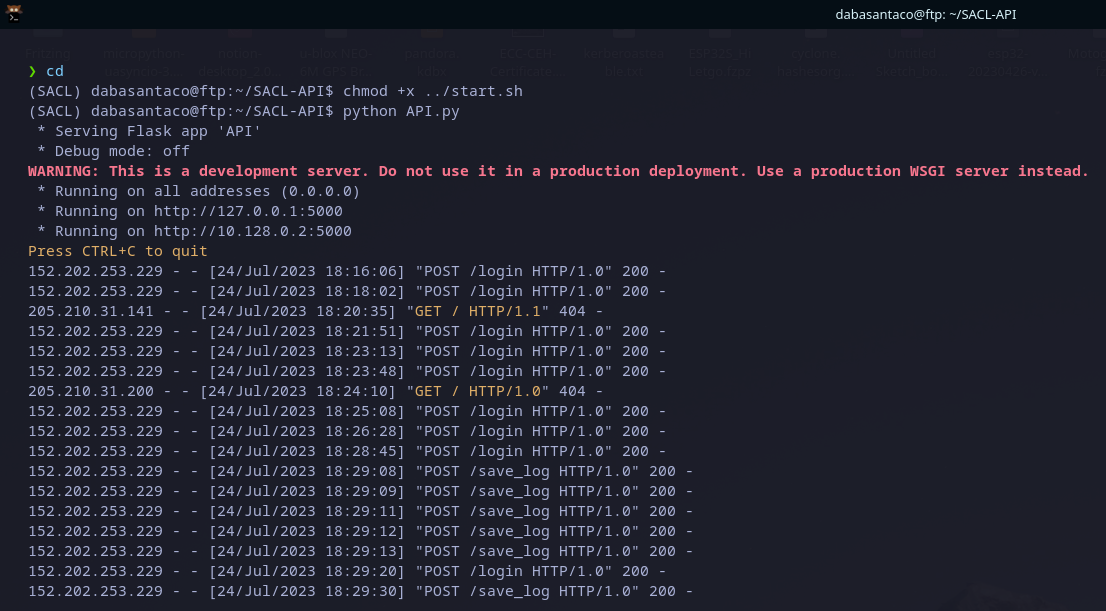 dabasantaco@ftp: ~/SACL-API
❯ cd
(SACL) dabasantaco@ftp:~/SACL-API$ chmod +x ../start.sh
(SACL) dabasantaco@ftp:~/SACL-API$ python API.py
 * Serving Flask app 'API'
 * Debug mode: off
WARNING: This is a development server. Do not use it in a production deployment. Use a production WSGI server instead.
 * Running on all addresses (0.0.0.0)
 * Running on http://127.0.0.1:5000
 * Running on http://10.128.0.2:5000
Press CTRL+C to quit
152.202.253.229 - - [24/Jul/2023 18:16:06] "POST /login HTTP/1.0" 200 -
152.202.253.229 - - [24/Jul/2023 18:18:02] "POST /login HTTP/1.0" 200 -
205.210.31.141 - - [24/Jul/2023 18:20:35] "GET / HTTP/1.1" 404 -
152.202.253.229 - - [24/Jul/2023 18:21:51] "POST /login HTTP/1.0" 200 -
152.202.253.229 - - [24/Jul/2023 18:23:13] "POST /login HTTP/1.0" 200 -
152.202.253.229 - - [24/Jul/2023 18:23:48] "POST /login HTTP/1.0" 200 -
205.210.31.200 - - [24/Jul/2023 18:24:10] "GET / HTTP/1.0" 404 -
152.202.253.229 - - [24/Jul/2023 18:25:08] "POST /login HTTP/1.0" 200 -
152.202.253.229 - - [24/Jul/2023 18:26:28] "POST /login HTTP/1.0" 200 -
152.202.253.229 - - [24/Jul/2023 18:28:45] "POST /login HTTP/1.0" 200 -
152.202.253.229 - - [24/Jul/2023 18:29:08] "POST /save_log HTTP/1.0" 200 -
152.202.253.229 - - [24/Jul/2023 18:29:09] "POST /save_log HTTP/1.0" 200 -
152.202.253.229 - - [24/Jul/2023 18:29:11] "POST /save_log HTTP/1.0" 200 -
152.202.253.229 - - [24/Jul/2023 18:29:12] "POST /save_log HTTP/1.0" 200 -
152.202.253.229 - - [24/Jul/2023 18:29:13] "POST /save_log HTTP/1.0" 200 -
152.202.253.229 - - [24/Jul/2023 18:29:20] "POST /login HTTP/1.0" 200 -
152.202.253.229 - - [24/Jul/2023 18:29:30] "POST /save_log HTTP/1.0" 200 -